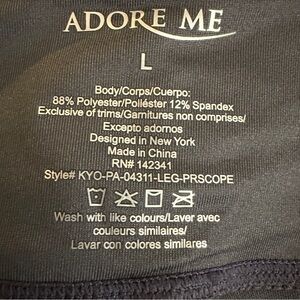 ADORE ME
L
Body/Corps/Cuerpo:
88% Polyester/Poliéster 12% Spandex
Exclusive of trims/Garnitures non comprises/
Excepto adornos
Designed in New York
Made in China
RN# 142341
Style# KYO-PA-04311-LEG-PRSCOPE
Wash with like colours/Laver avec
couleurs similaires/
Lavar con colores similares